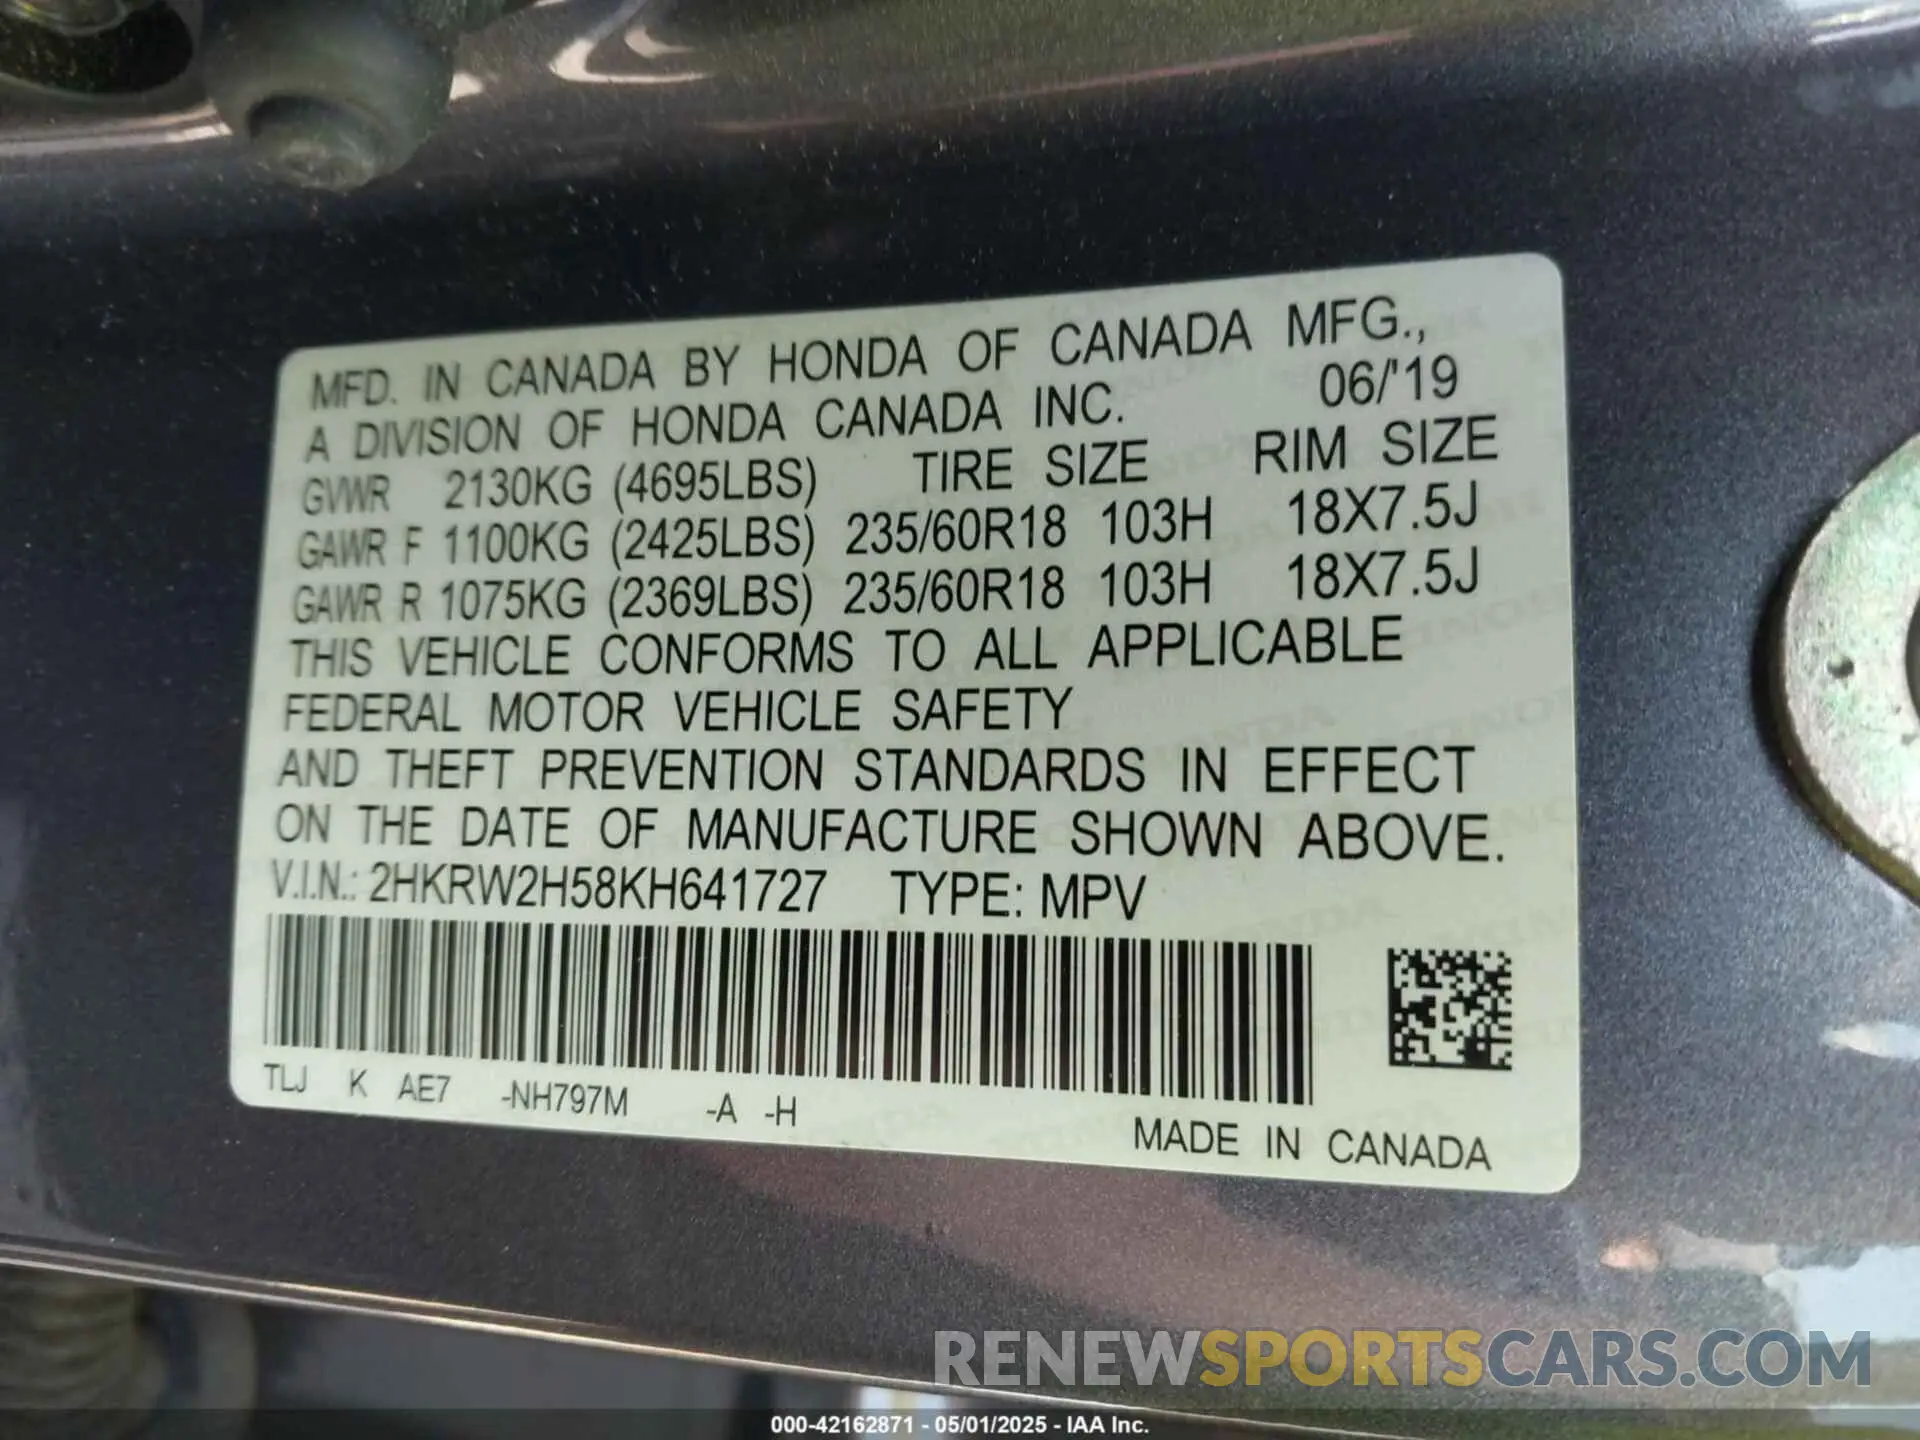 MFD. IN CANADA BY HONDA OF CANADA MFG.,
A DIVISION OF HONDA CANADA INC. 06/'19
GVWR 2130KG (4695LBS) TIRE SIZE RIM SIZE
GAWR F 1100KG (2425LBS) 235/60R18 103H 18X7.5J
GAWR R 1075KG (2369LBS) 235/60R18 103H 18X7.5J
THIS VEHICLE CONFORMS TO ALL APPLICABLE
FEDERAL MOTOR VEHICLE SAFETY
AND THEFT PREVENTION STANDARDS IN EFFECT
ON THE DATE OF MANUFACTURE SHOWN ABOVE.
V.I.N.: 2HKRW2H58KH641727 TYPE: MPV
TLJ K AE7 -NH797M -A -H
MADE IN CANADA
RENEWSPORTSCARS.COM
000-42162871 - 05/01/2025 - IAA Inc.